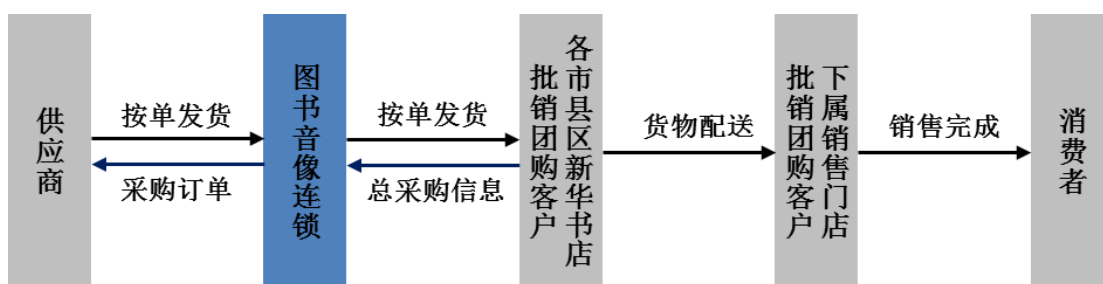 供应商
按单发货
采购订单
图书音像连锁
按单发货
总采购信息
各市县区新华书店
批销团购客户
货物配送
下属销售门店
批销团购客户
销售完成
消费者